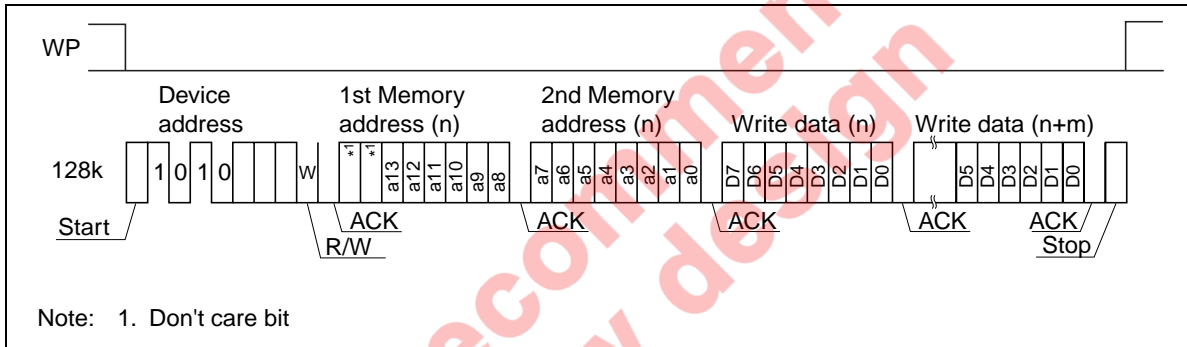 WP
Device address
1st Memory address (n)
2nd Memory address (n)
Write data (n)
Write data (n+m)
128k
1 0 1 0 W *1 *1 a13 a12 a11 a10 a9 a8 a7 a6 a5 a4 a3 a2 a1 a0 D7 D6 D5 D4 D3 D2 D1 D0 D5 D4 D3 D2 D1 D0
Start
R/W
ACK
ACK
ACK
ACK
ACK
Stop
Note: 1. Don't care bit